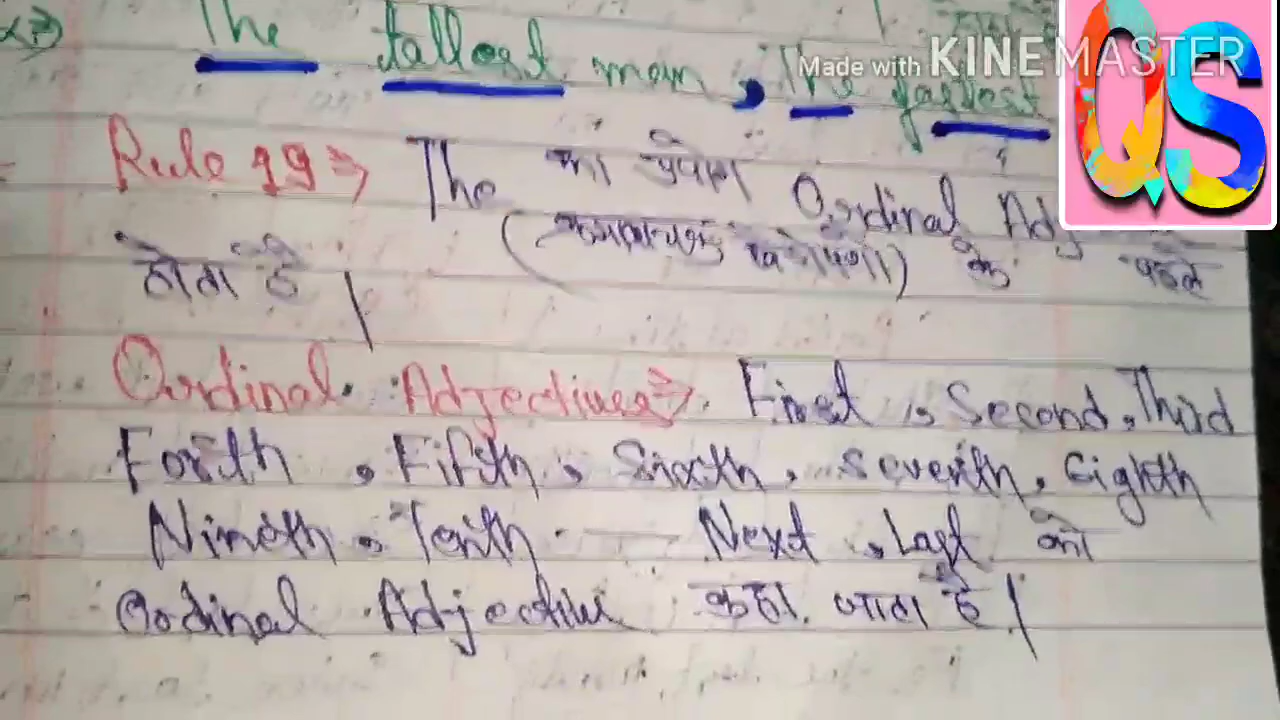 The tallest man, The fastest
Made with KINEMASTER
QS
Rule 19⇒ The का प्रयोग Ordinal Adj
(क्रमवाचक विशेषण) के पहले
होता है।
Ordinal Adjectives⇒ First, Second, Third
Forth, Fifth, Sixth, Seventh, Eighth
Nineth, Tenth — Next, Last को
Ordinal Adjective कहा जाता है।